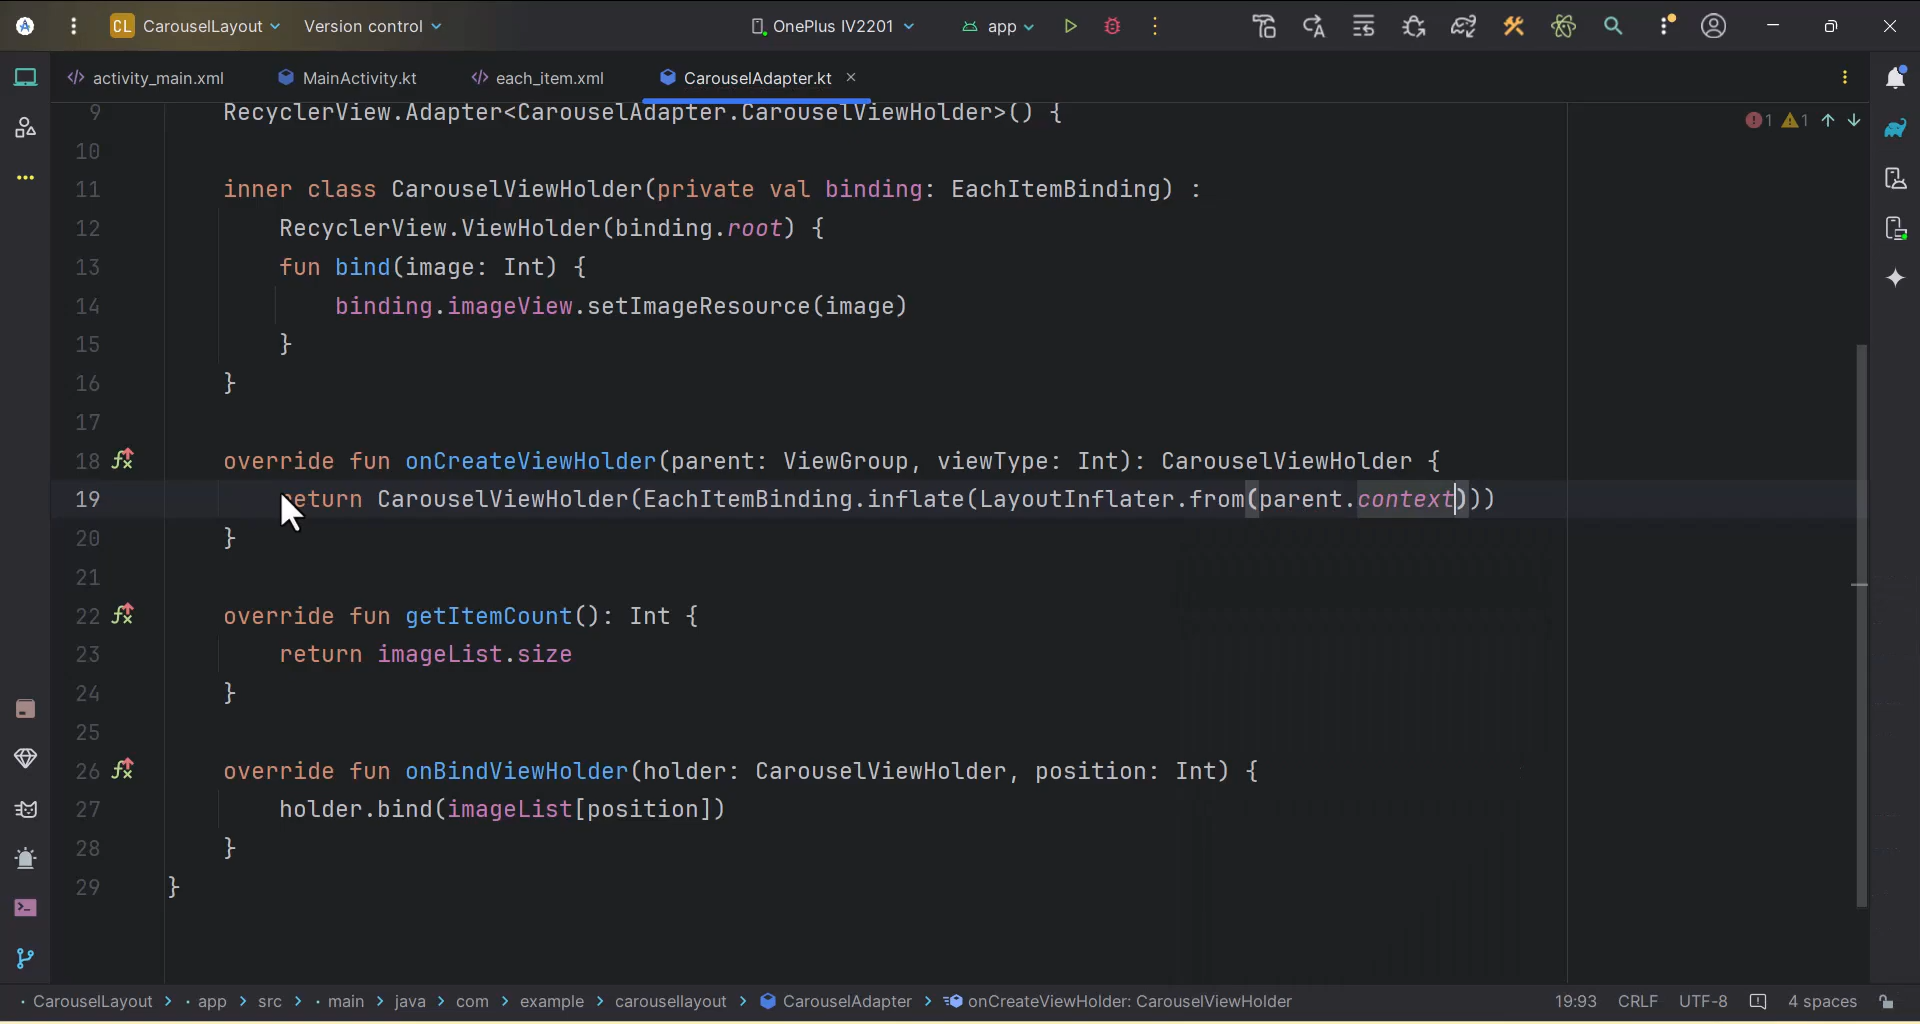 CL CarouselLayout Version control OnePlus IV2201 app
activity_main.xml MainActivity.kt each_item.xml CarouselAdapter.kt
9 RecyclerView.Adapter<CarouselAdapter.CarouselViewHolder>() {
1 1
10
11 inner class CarouselViewHolder(private val binding: EachItemBinding) :
12 RecyclerView.ViewHolder(binding.root) {
13 fun bind(image: Int) {
14 binding.imageView.setImageResource(image)
15 }
16 }
17
18 override fun onCreateViewHolder(parent: ViewGroup, viewType: Int): CarouselViewHolder {
19 return CarouselViewHolder(EachItemBinding.inflate(LayoutInflater.from(parent.context)))
20 }
21
22 override fun getItemCount(): Int {
23 return imageList.size
24 }
25
26 override fun onBindViewHolder(holder: CarouselViewHolder, position: Int) {
27 holder.bind(imageList[position])
28 }
29 }
CarouselLayout > app > src > main > java > com > example > carousellayout > CarouselAdapter > onCreateViewHolder: CarouselViewHolder 19:93 CRLF UTF-8 4 spaces